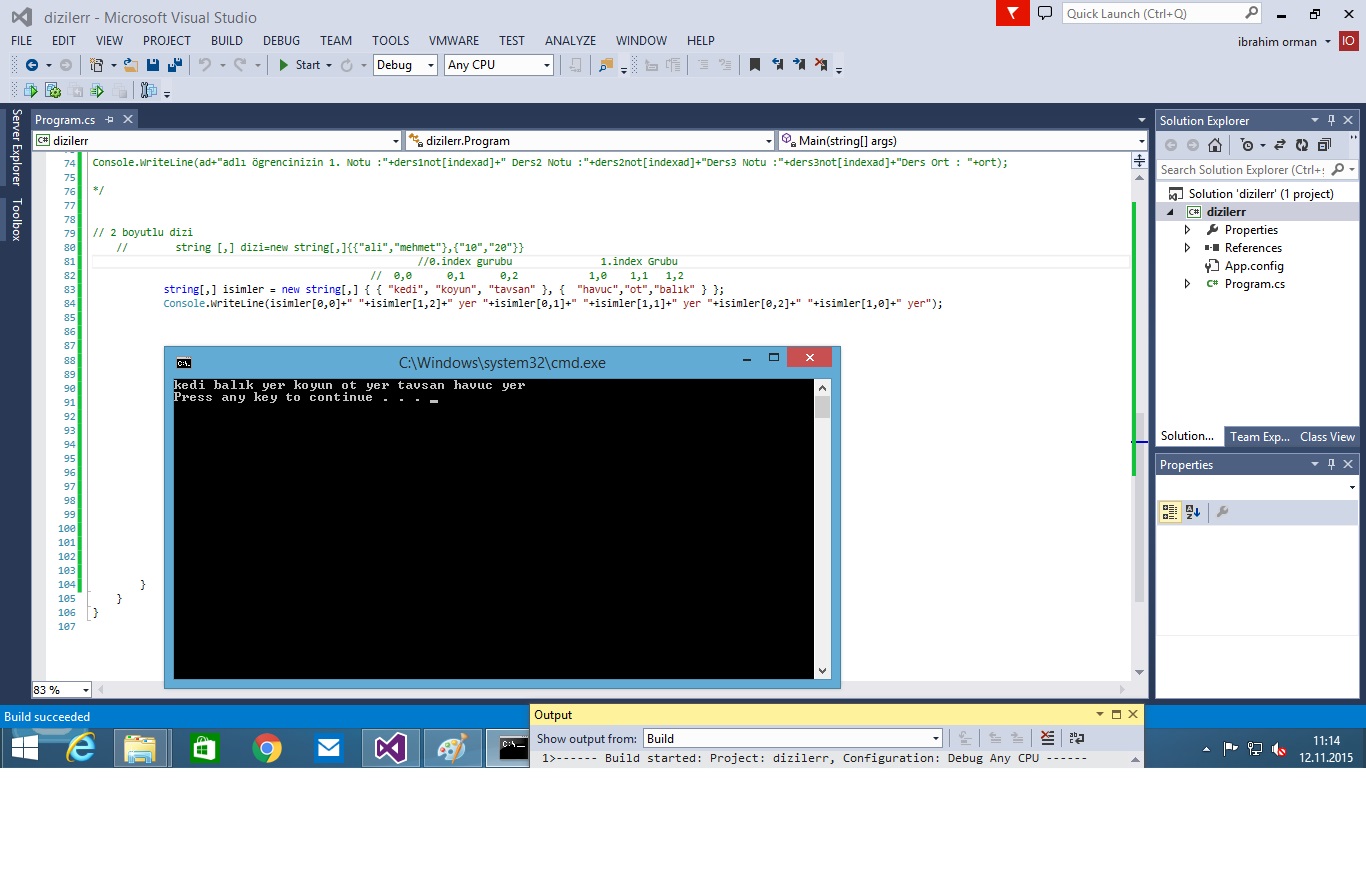 dizilerr - Microsoft Visual Studio
Quick Launch (Ctrl+Q)
FILE EDIT VIEW PROJECT BUILD DEBUG TEAM TOOLS VMWARE TEST ANALYZE WINDOW HELP
ibrahim orman IO
Start Debug Any CPU
Server Explorer
Toolbox
Program.cs
dizilerr dizilerr.Program Main(string[] args)
74 Console.WriteLine(ad+"adlı ögrencinizin 1. Notu :"+ders1not[indexad]+" Ders2 Notu :"+ders2not[indexad]+"Ders3 Notu :"+ders3not[indexad]+"Ders Ort : "+ort);
75
76 */
77
78
79 // 2 boyutlu dizi
80 // string [,] dizi=new string[,]{{"ali","mehmet"},{"10","20"}}
81 //0.index gurubu 1.index Grubu
82 // 0,0 0,1 0,2 1,0 1,1 1,2
83 string[,] isimler = new string[,] { { "kedi", "koyun", "tavsan" }, { "havuc","ot","balık" } };
84 Console.WriteLine(isimler[0,0]+" "+isimler[1,2]+" yer "+isimler[0,1]+" "+isimler[1,1]+" yer "+isimler[0,2]+" "+isimler[1,0]+" yer");
85
86
87
88
89
90
91
92
93
94
95
96
97
98
99
100
101
102
103
104 }
105 }
106 }
107
C:\Windows\system32\cmd.exe
kedi balık yer koyun ot yer tavsan havuc yer
Press any key to continue . . . _
83 %
Solution Explorer
Search Solution Explorer (Ctrl+;
Solution 'dizilerr' (1 project)
dizilerr
Properties
References
App.config
Program.cs
Solution... Team Exp... Class View
Properties
Build succeeded
Output
Show output from: Build
1>------ Build started: Project: dizilerr, Configuration: Debug Any CPU ------
11:14
12.11.2015